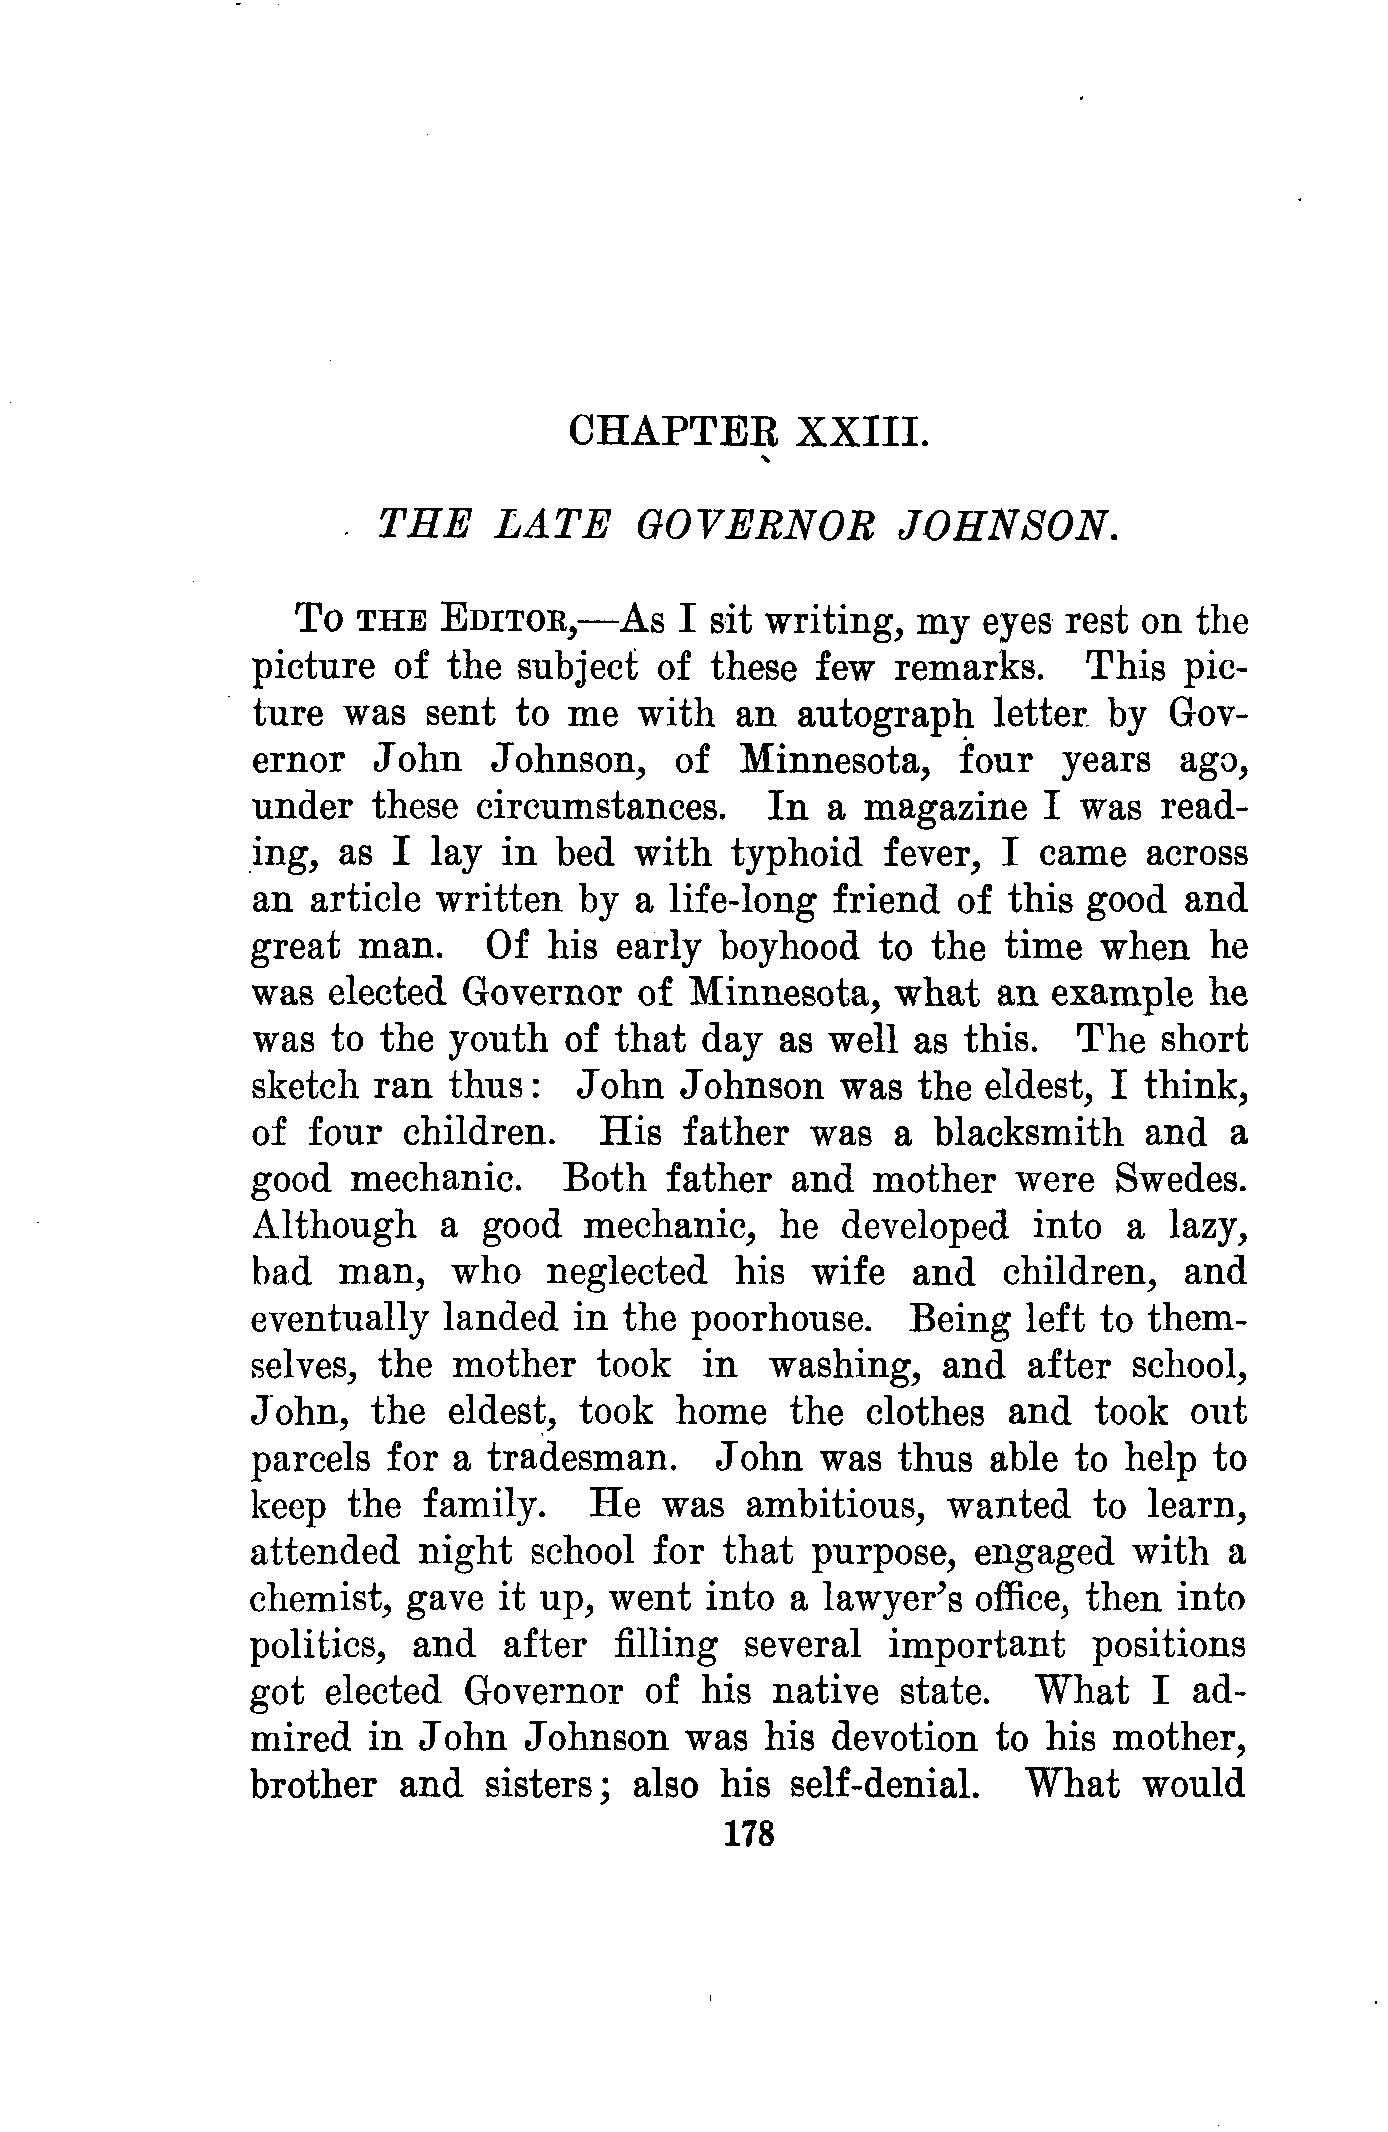 CHAPTER XXIII.
THE LATE GOVERNOR JOHNSON.
To the Editor,—As I sit writing, my eyes rest on the
picture of the subject of these few remarks. This pic-
ture was sent to me with an autograph letter by Gov-
ernor John Johnson, of Minnesota, four years ago,
under these circumstances. In a magazine I was read-
ing, as I lay in bed with typhoid fever, I came across
an article written by a life-long friend of this good and
great man. Of his early boyhood to the time when he
was elected Governor of Minnesota, what an example he
was to the youth of that day as well as this. The short
sketch ran thus: John Johnson was the eldest, I think,
of four children. His father was a blacksmith and a
good mechanic. Both father and mother were Swedes.
Although a good mechanic, he developed into a lazy,
bad man, who neglected his wife and children, and
eventually landed in the poorhouse. Being left to them-
selves, the mother took in washing, and after school,
John, the eldest, took home the clothes and took out
parcels for a tradesman. John was thus able to help to
keep the family. He was ambitious, wanted to learn,
attended night school for that purpose, engaged with a
chemist, gave it up, went into a lawyer's office, then into
politics, and after filling several important positions
got elected Governor of his native state. What I ad-
mired in John Johnson was his devotion to his mother,
brother and sisters; also his self-denial. What would
178